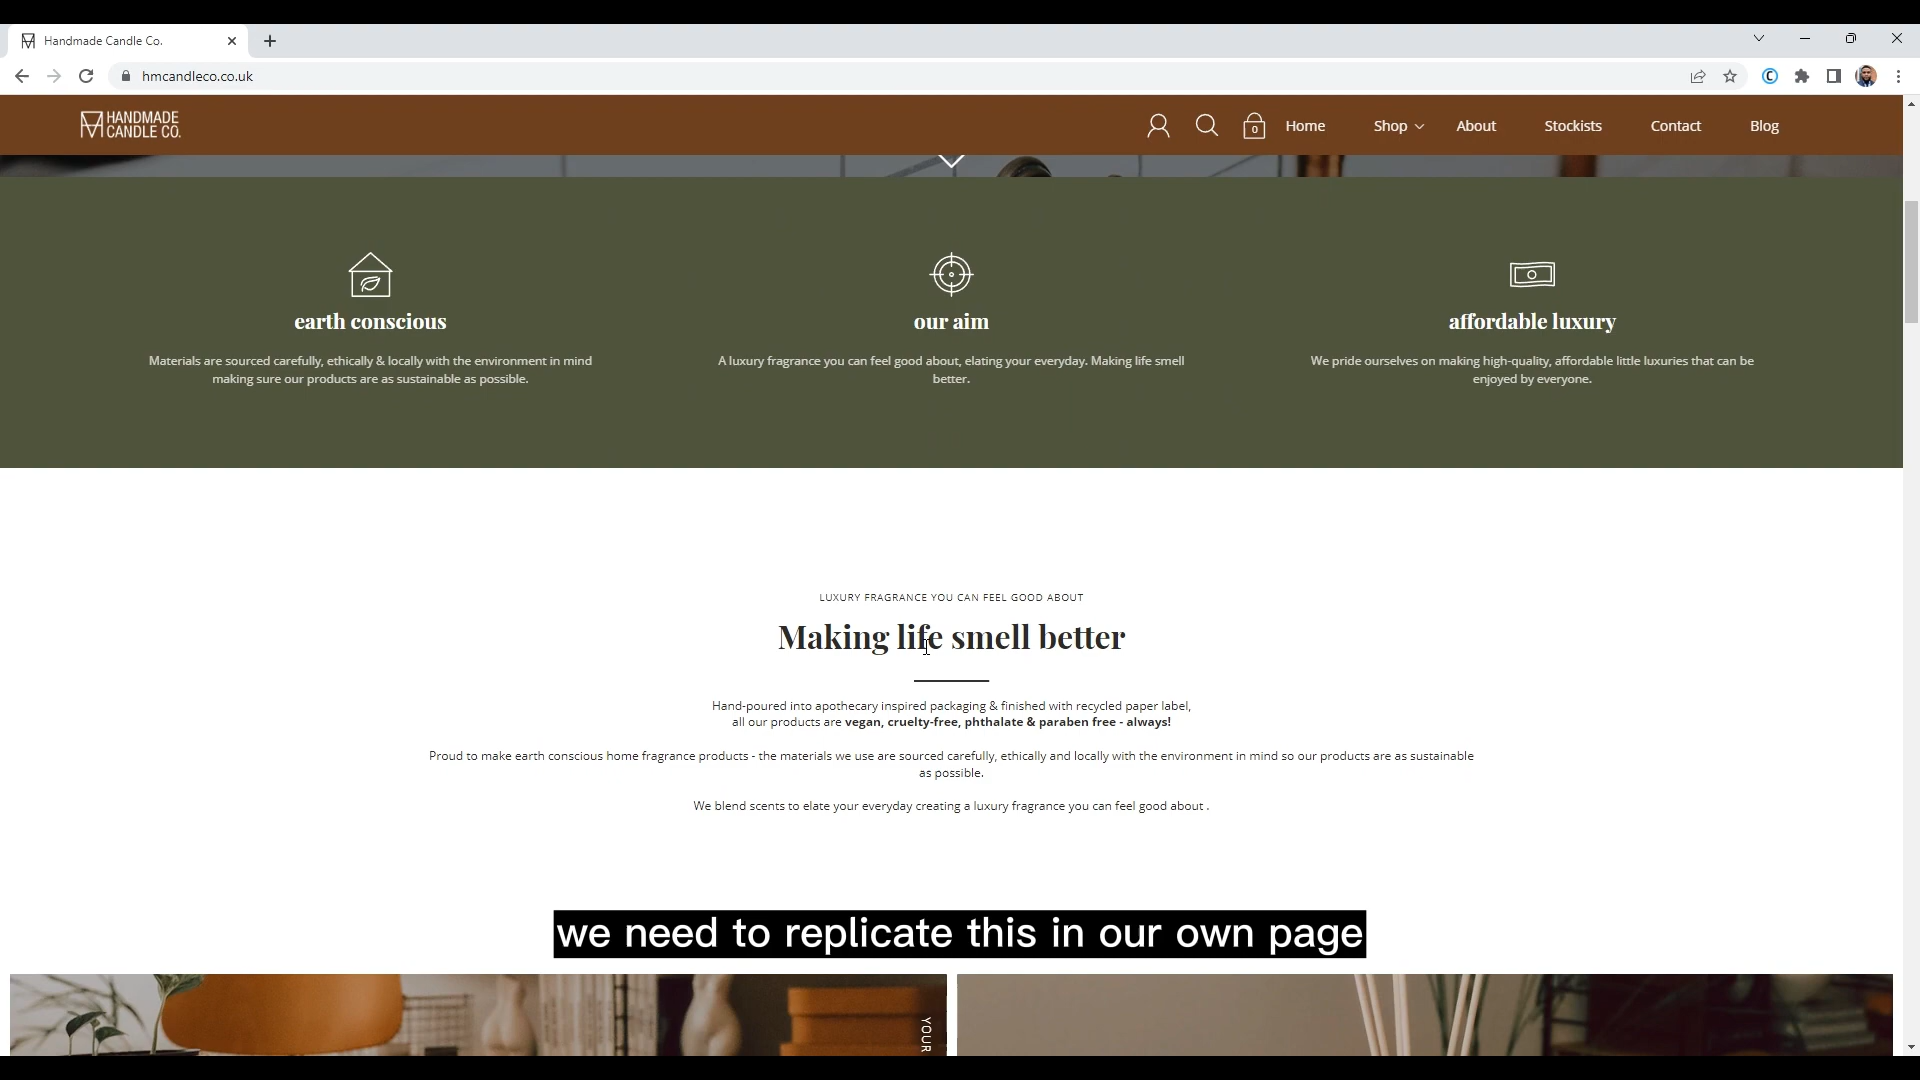 Handmade Candle Co.
hmcandleco.co.uk
HANDMADE
CANDLE CO.
0
Home
Shop
About
Stockists
Contact
Blog
earth conscious
Materials are sourced carefully, ethically & locally with the environment in mind
making sure our products are as sustainable as possible.
our aim
A luxury fragrance you can feel good about, elating your everyday. Making life smell
better.
affordable luxury
We pride ourselves on making high-quality, affordable little luxuries that can be
enjoyed by everyone.
LUXURY FRAGRANCE YOU CAN FEEL GOOD ABOUT
Making life smell better
Hand-poured into apothecary inspired packaging & finished with recycled paper label,
all our products are vegan, cruelty-free, phthalate & paraben free - always!
Proud to make earth conscious home fragrance products - the materials we use are sourced carefully, ethically and locally with the environment in mind so our products are as sustainable
as possible.
We blend scents to elate your everyday creating a luxury fragrance you can feel good about .
we need to replicate this in our own page
YOUR